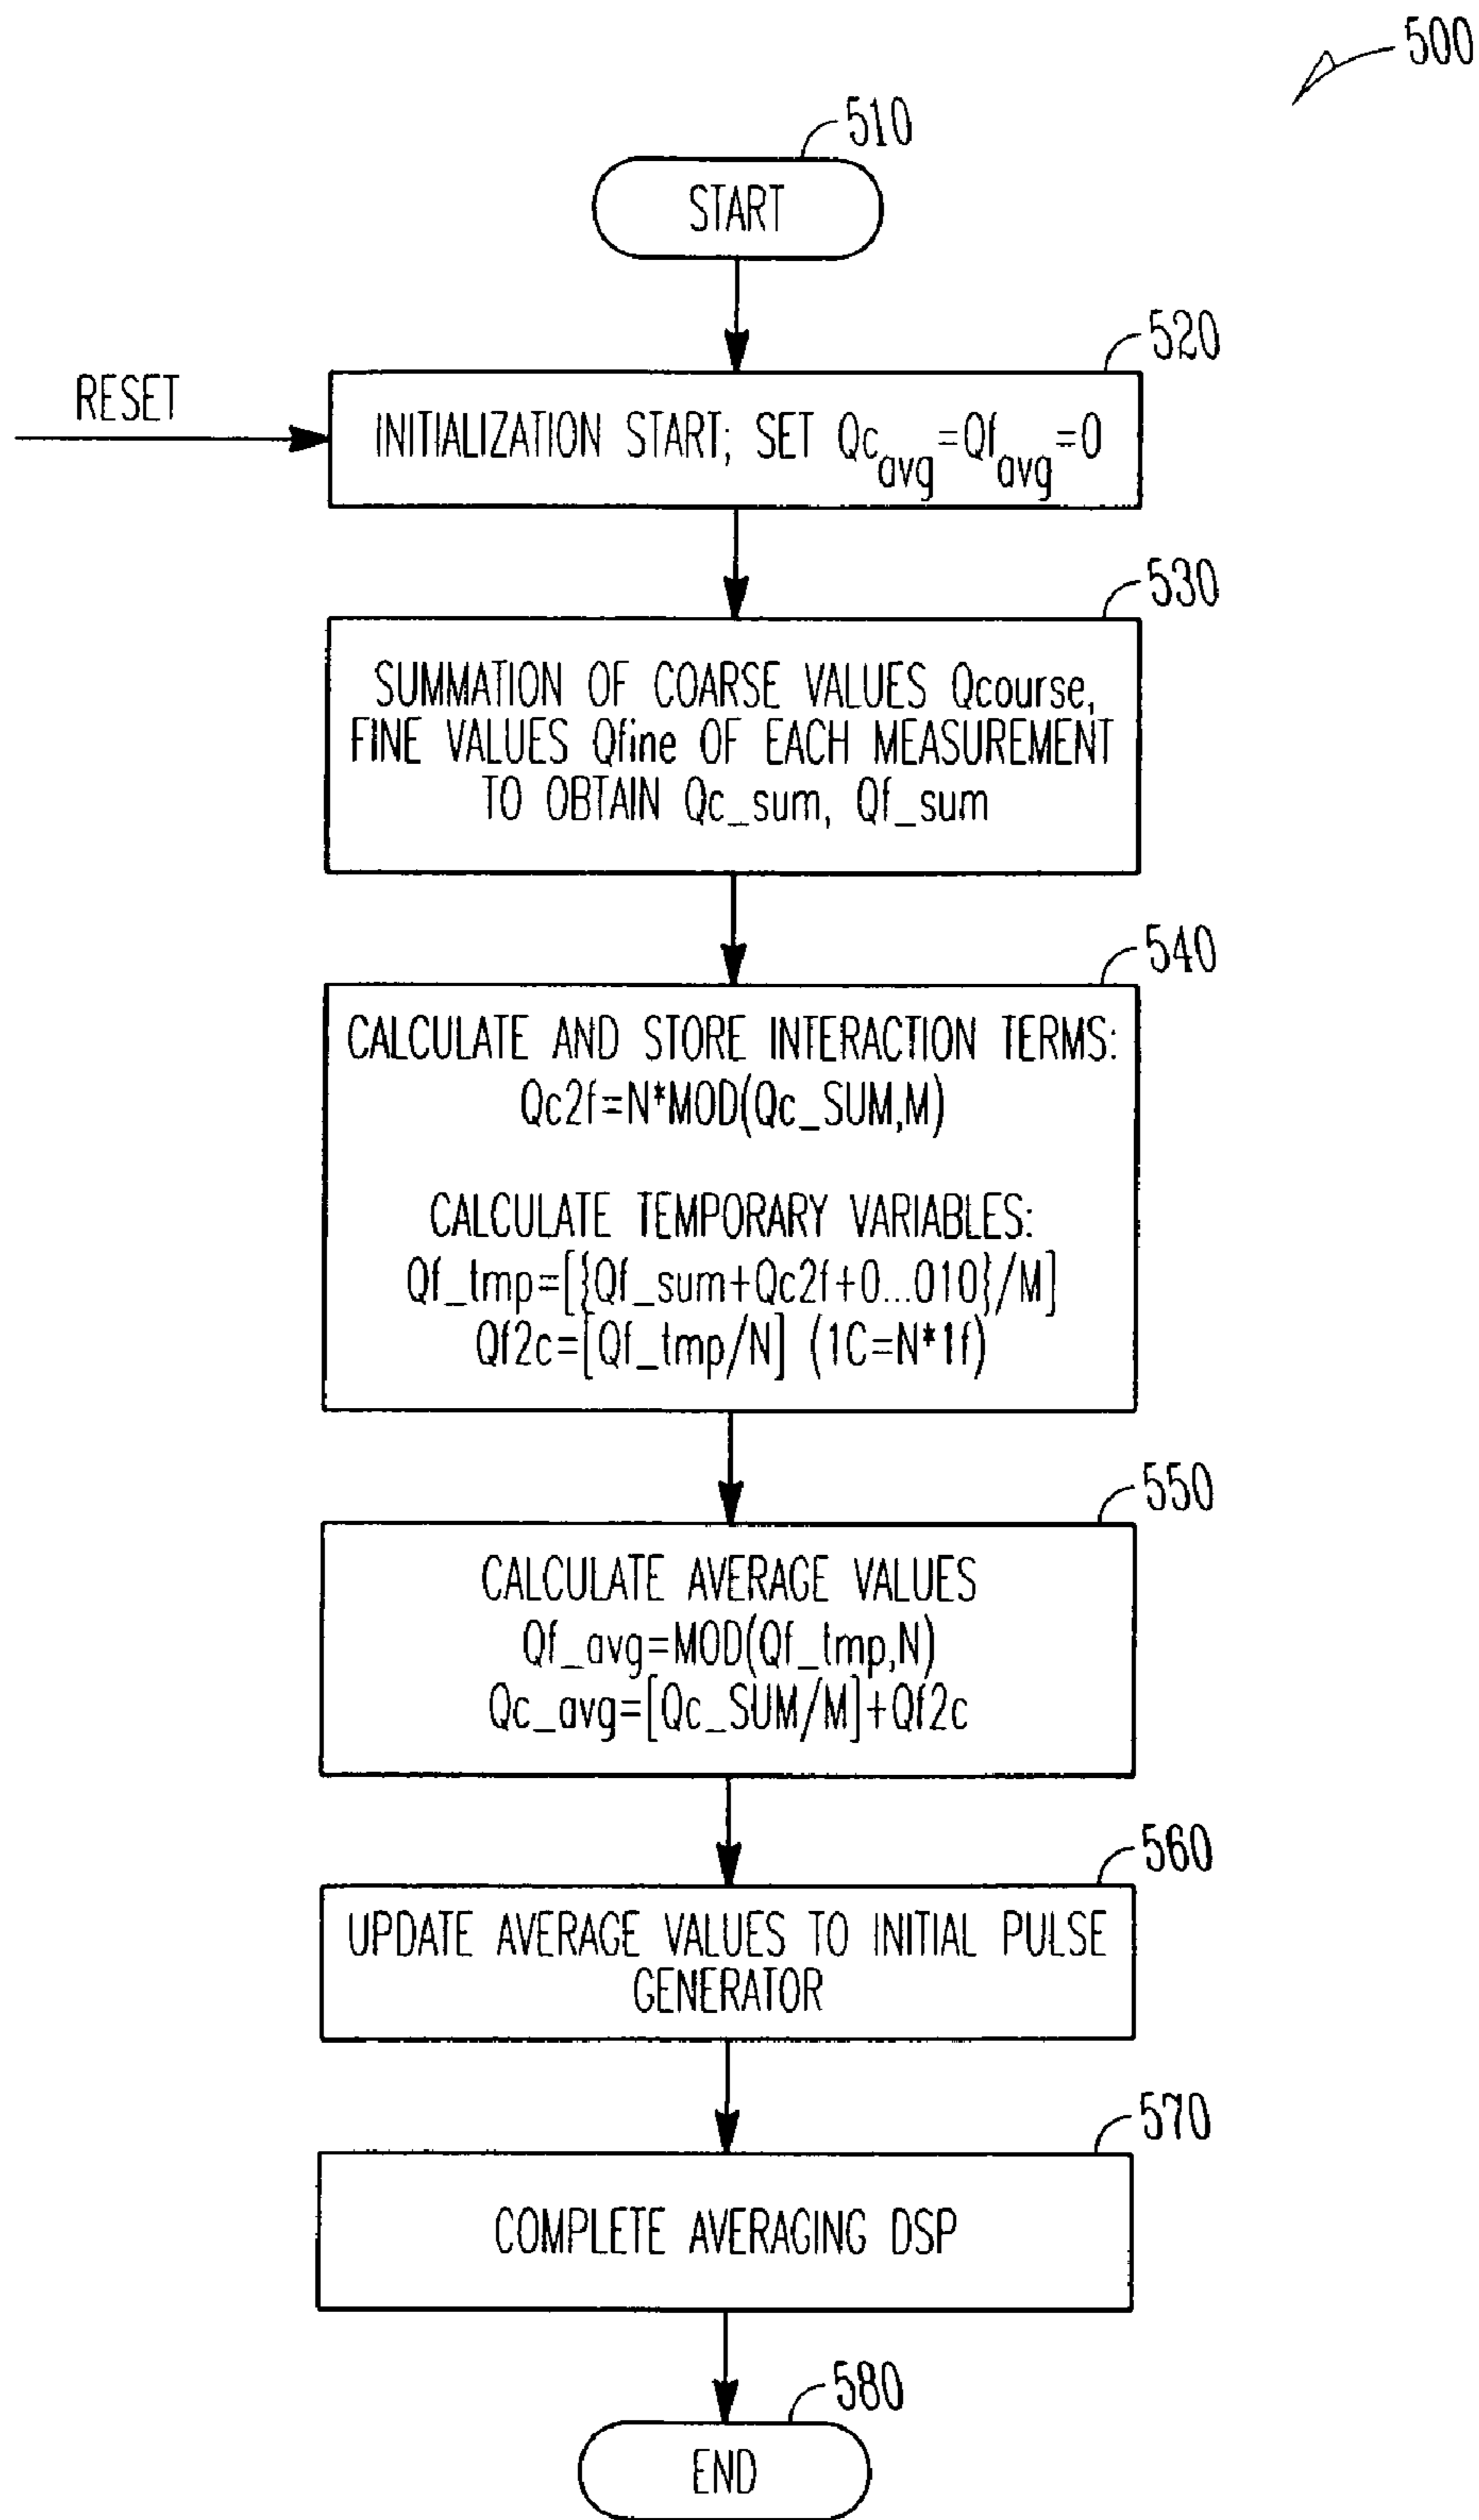 500
510
START
520
RESET
INITIALIZATION START; SET Qcavg=Qfavg=0
530
SUMMATION OF COARSE VALUES Qcourse,
FINE VALUES Qfine OF EACH MEASUREMENT
TO OBTAIN Qc_sum, Qf_sum
540
CALCULATE AND STORE INTERACTION TERMS:
Qc2f=N*MOD(Qc_SUM,M)
CALCULATE TEMPORARY VARIABLES:
Qf_tmp=[{Qf_sum+Qc2f+0...010}/M]
Qf2c=[Qf_tmp/N] (1C=N*1f)
550
CALCULATE AVERAGE VALUES
Qf_avg=MOD(Qf_tmp,N)
Qc_avg=[Qc_SUM/M]+Qf2c
560
UPDATE AVERAGE VALUES TO INITIAL PULSE
GENERATOR
570
COMPLETE AVERAGING DSP
580
END